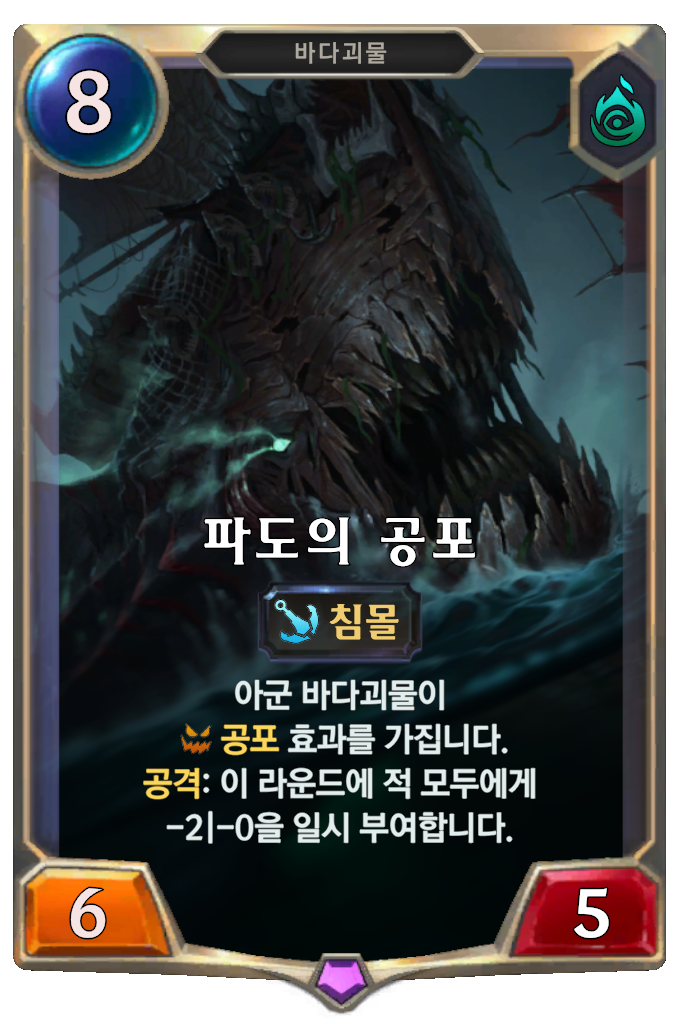 바다괴물
8
파도의 공포
침몰
아군 바다괴물이
공포 효과를 가집니다.
공격: 이 라운드에 적 모두에게
-2|-0을 일시 부여합니다.
6
5